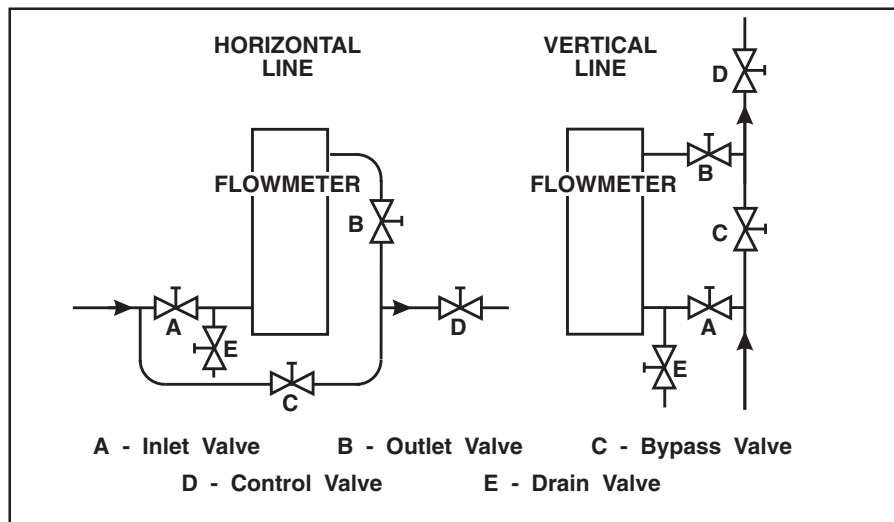 HORIZONTAL
LINE
FLOWMETER
B
A
E
D
C
VERTICAL
LINE
D
B
FLOWMETER
C
A
E
A - Inlet Valve B - Outlet Valve C - Bypass Valve
D - Control Valve E - Drain Valve